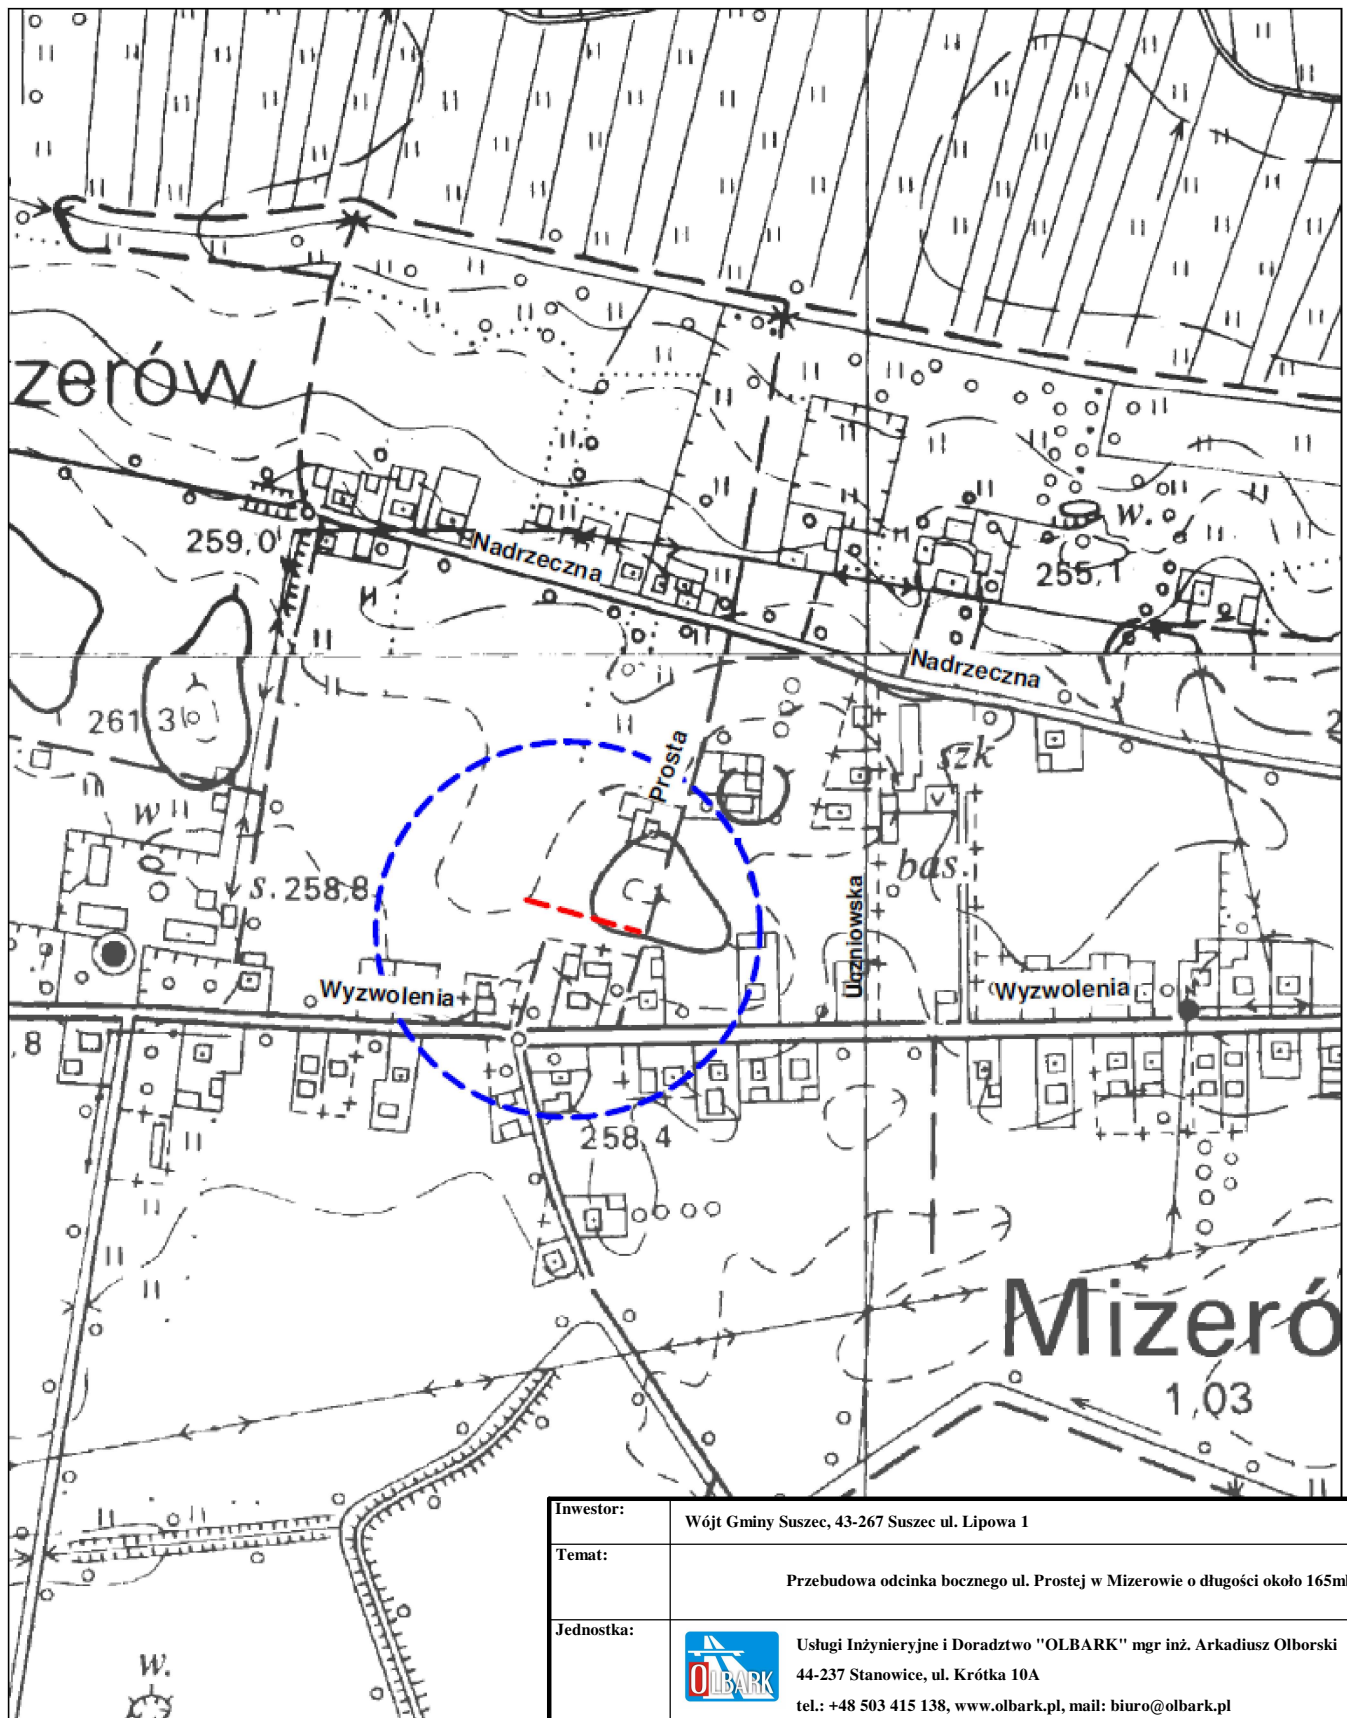 zerów
259,0
Nadrzeczna
w.
255,1
Nadrzeczna
261,3
2
Prosta
szk
w
s. 258,8
bas.
Uczniowska
Wyzwolenia
Wyzwolenia
,8
258,4
Mizeró
1,03
w.
Inwestor:
Wójt Gminy Suszec, 43-267 Suszec ul. Lipowa 1
Temat:
Przebudowa odcinka bocznego ul. Prostej w Mizerowie o długości około 165m
Jednostka:
OLBARK
Usługi Inżynieryjne i Doradztwo "OLBARK" mgr inż. Arkadiusz Olborski
44-237 Stanowice, ul. Krótka 10A
tel.: +48 503 415 138, www.olbark.pl, mail: biuro@olbark.pl